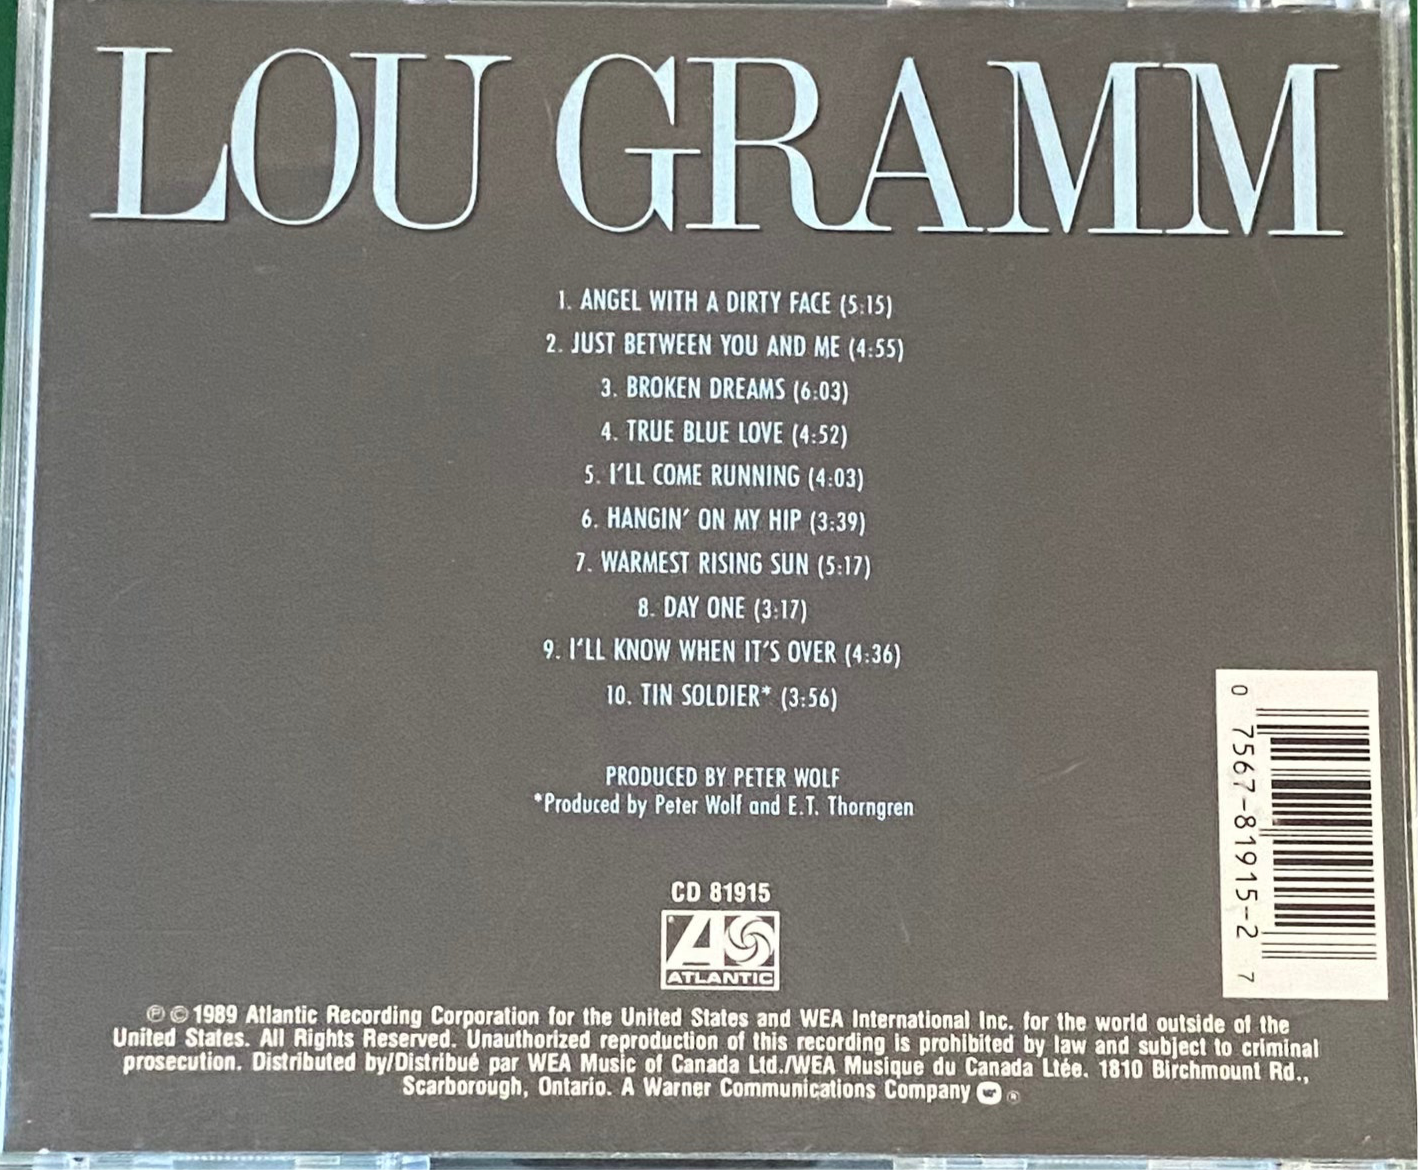 LOU GRAMM
1. ANGEL WITH A DIRTY FACE (5:15)
2. JUST BETWEEN YOU AND ME (4:55)
3. BROKEN DREAMS (6:03)
4. TRUE BLUE LOVE (4:52)
5. I'LL COME RUNNING (4:03)
6. HANGIN' ON MY HIP (3:39)
7. WARMEST RISING SUN (5:17)
8. DAY ONE (3:17)
9. I'LL KNOW WHEN IT'S OVER (4:36)
10. TIN SOLDIER* (3:56)
PRODUCED BY PETER WOLF
*Produced by Peter Wolf and E.T. Thorngren
0 7567-81915-2 7
CD 81915
ATLANTIC
℗ © 1989 Atlantic Recording Corporation for the United States and WEA International Inc. for the world outside of the
United States. All Rights Reserved. Unauthorized reproduction of this recording is prohibited by law and subject to criminal
prosecution. Distributed by/Distribué par WEA Music of Canada Ltd./WEA Musique du Canada Ltée. 1810 Birchmount Rd.,
Scarborough, Ontario. A Warner Communications Company ®